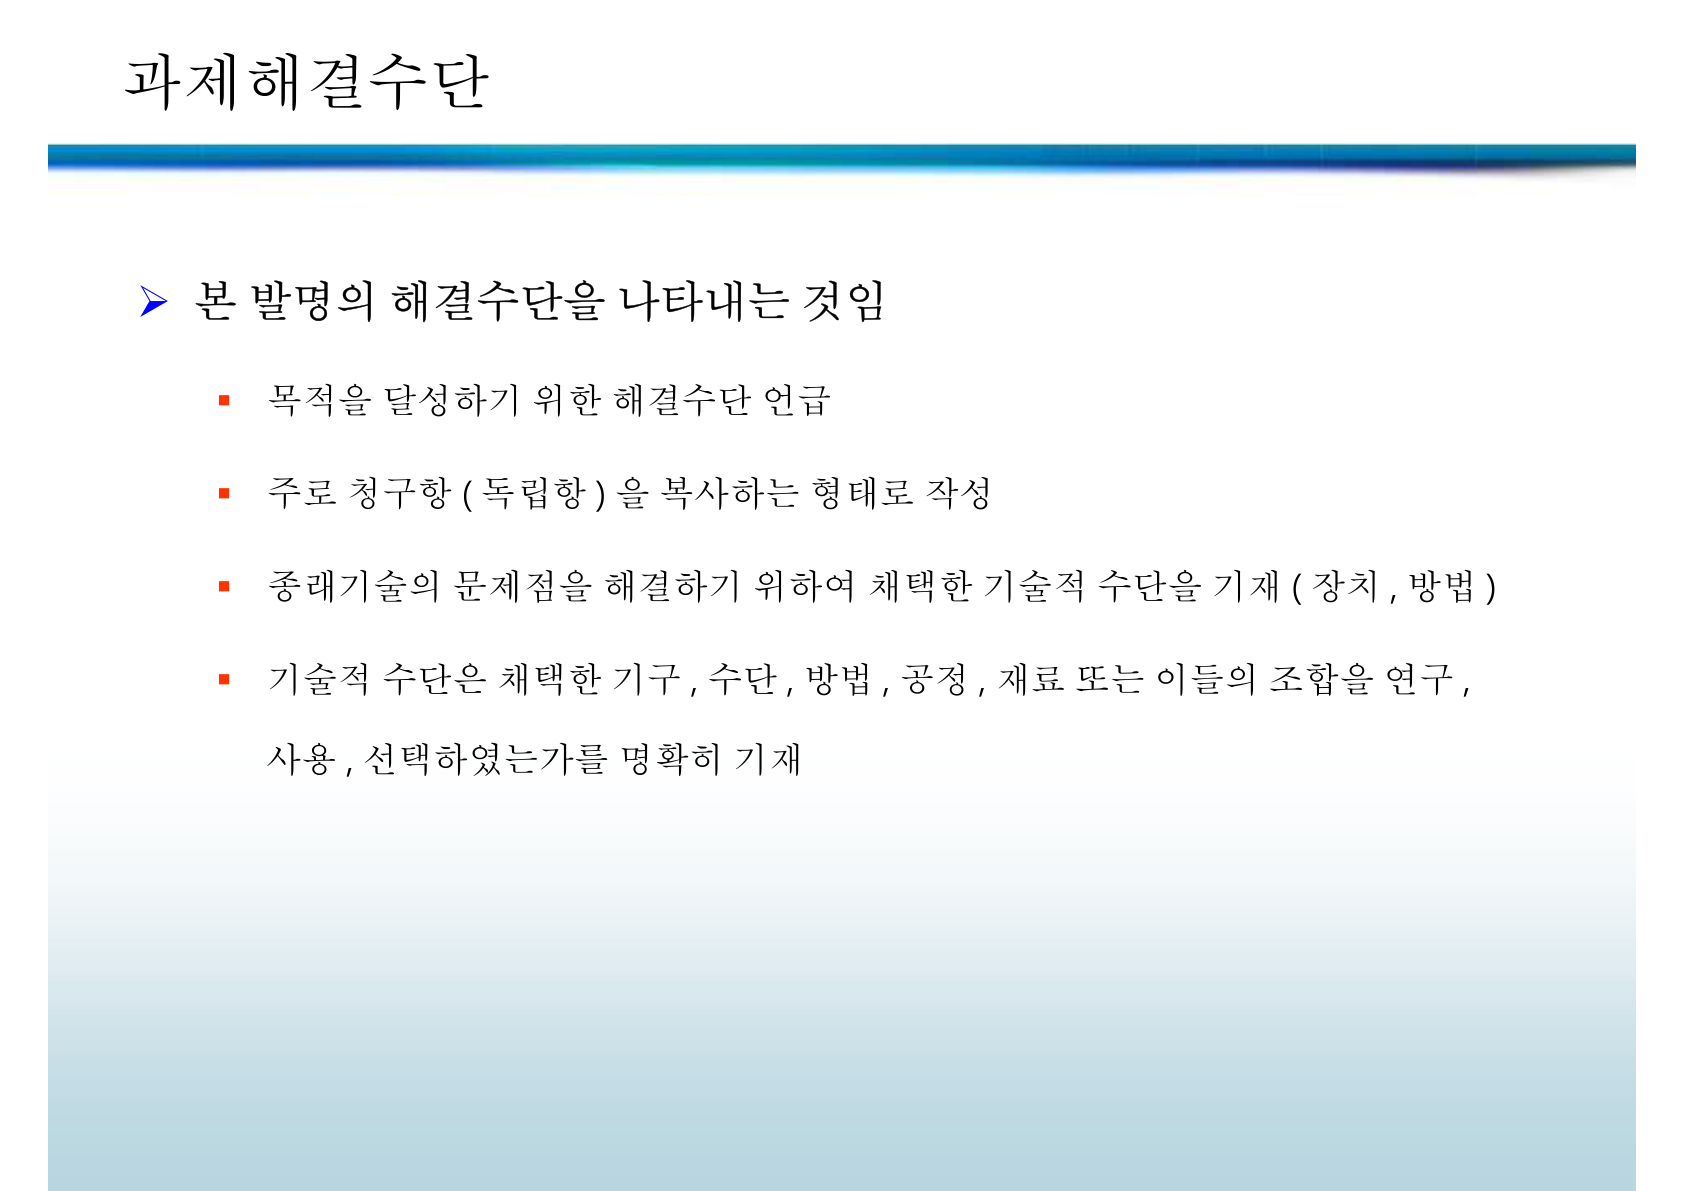 과제해결수단
본 발명의 해결수단을 나타내는 것임
목적을 달성하기 위한 해결수단 언급
주로 청구항 ( 독립항 ) 을 복사하는 형태로 작성
종래기술의 문제점을 해결하기 위하여 채택한 기술적 수단을 기재 ( 장치 , 방법 )
기술적 수단은 채택한 기구 , 수단 , 방법 , 공정 , 재료 또는 이들의 조합을 연구 ,
사용 , 선택하였는가를 명확히 기재